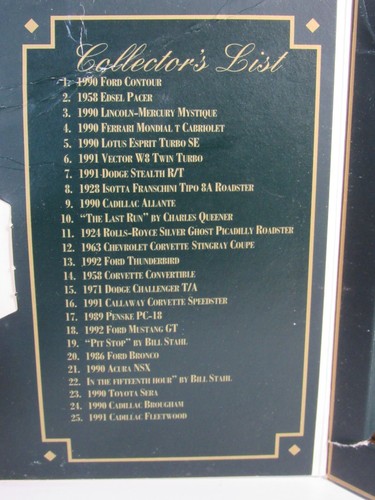 Collector's List
1. 1990 Ford Contour
2. 1958 Edsel Pacer
3. 1990 Lincoln-Mercury Mystique
4. 1990 Ferrari Mondial t Cabriolet
5. 1990 Lotus Esprit Turbo SE
6. 1991 Vector W8 Twin Turbo
7. 1991 Dodge Stealth R/T
8. 1928 Isotta Franschini Tipo 8A Roadster
9. 1990 Cadillac Allante
10. "The Last Run" by Charles Queener
11. 1924 Rolls-Royce Silver Ghost Picadilly Roadster
12. 1963 Chevrolet Corvette Stingray Coupe
13. 1992 Ford Thunderbird
14. 1958 Corvette Convertible
15. 1971 Dodge Challenger T/A
16. 1991 Callaway Corvette Speedster
17. 1989 Penske PC-18
18. 1992 Ford Mustang GT
19. "Pit Stop" by Bill Stahl
20. 1986 Ford Bronco
21. 1990 Acura NSX
22. In the fifteenth hour" by Bill Stahl
23. 1990 Toyota Sera
24. 1990 Cadillac Brougham
25. 1991 Cadillac Fleetwood